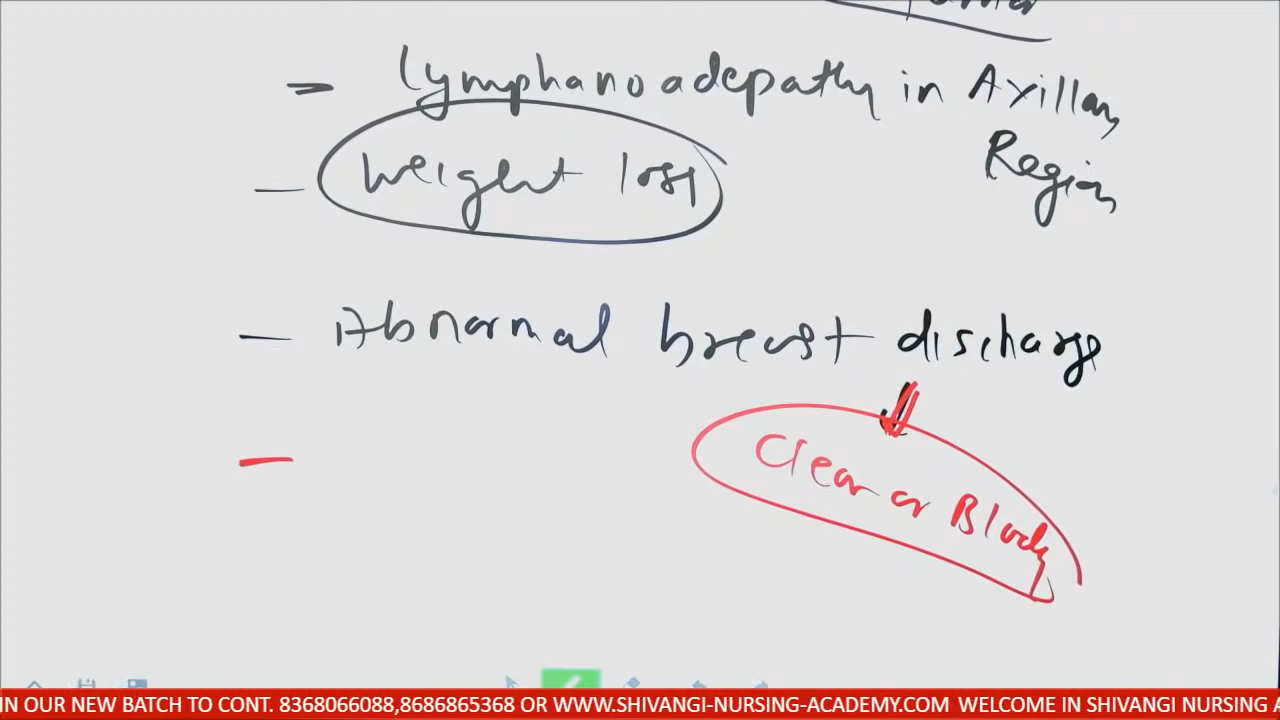 = Lymphanoadepathy in Axillary
Region
- Weight loss
- Abnormal breast discharge
Clear or Blody
IN OUR NEW BATCH TO CONT. 8368066088,8686865368 OR WWW.SHIVANGI-NURSING-ACADEMY.COM WELCOME IN SHIVANGI NURSING A